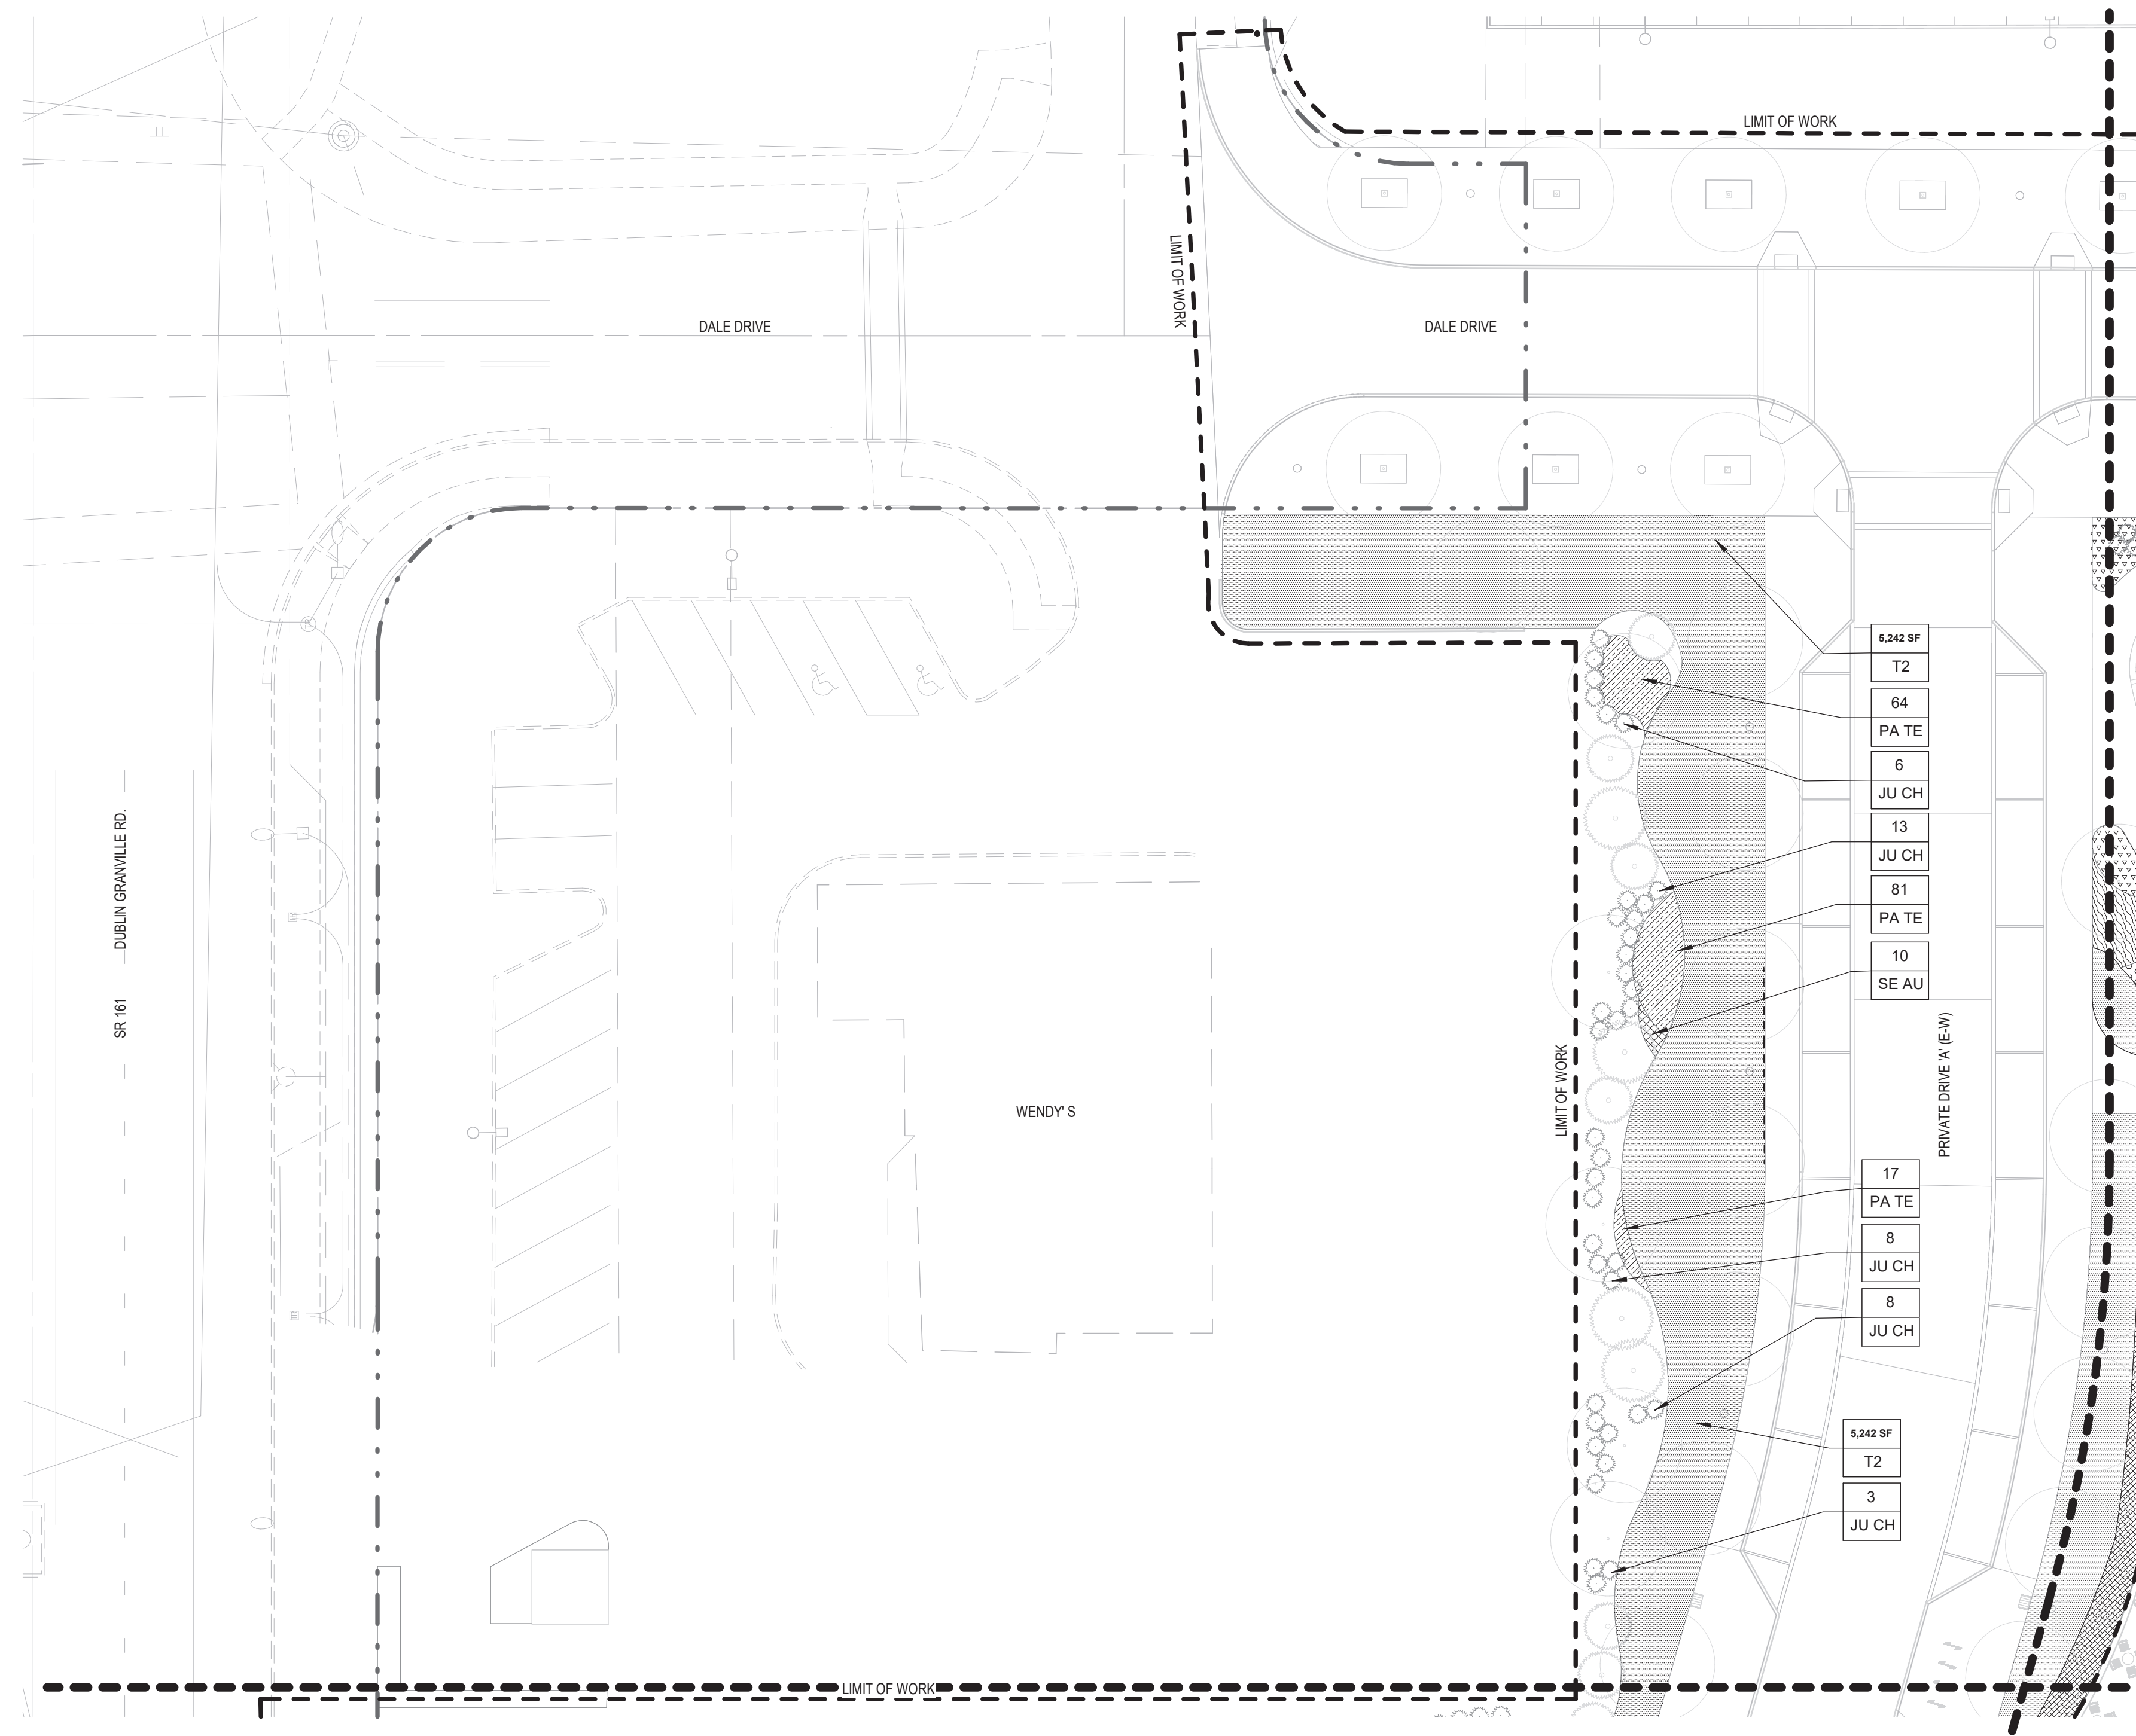 LIMIT OF WORK
LIMIT OF WORK
DALE DRIVE
DALE DRIVE
5,242 SF
T2
64
PA TE
6
JU CH
13
JU CH
81
PA TE
10
SE AU
DUBLIN GRANVILLE RD.
SR 161
WENDY' S
LIMIT OF WORK
PRIVATE DRIVE 'A' (E-W)
17
PA TE
8
JU CH
8
JU CH
5,242 SF
T2
3
JU CH
LIMIT OF WORK